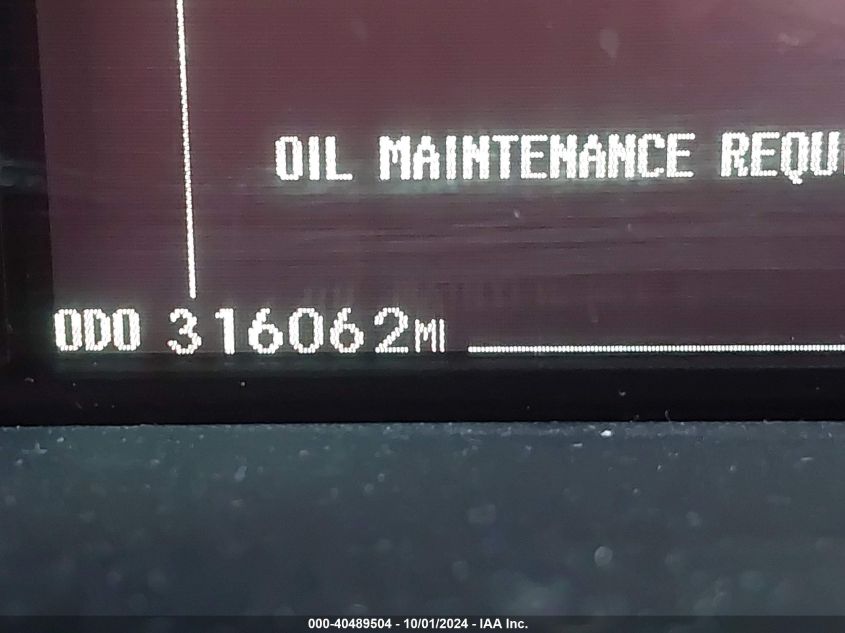 OIL MAINTENANCE REQU
ODO 316062MI
000-40489504 - 10/01/2024 - IAA Inc.